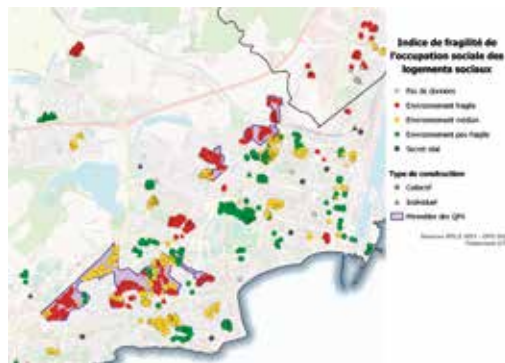 Indice de fragilité de
l'occupation sociale des
logements sociaux
Pas de données
Environnement fragile
Environnement médian
Environnement peu fragile
Secret stat
Type de construction
Collectif
Individuel
Périmètre des QPV